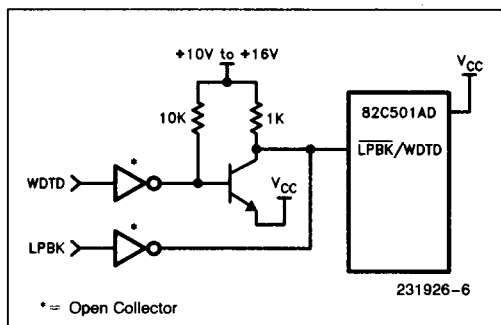 +10V to +16V
VCC
10K
1K
82C501AD
LPBK/WDTD
*
WDTD
VCC
*
LPBK
231926-6
* = Open Collector